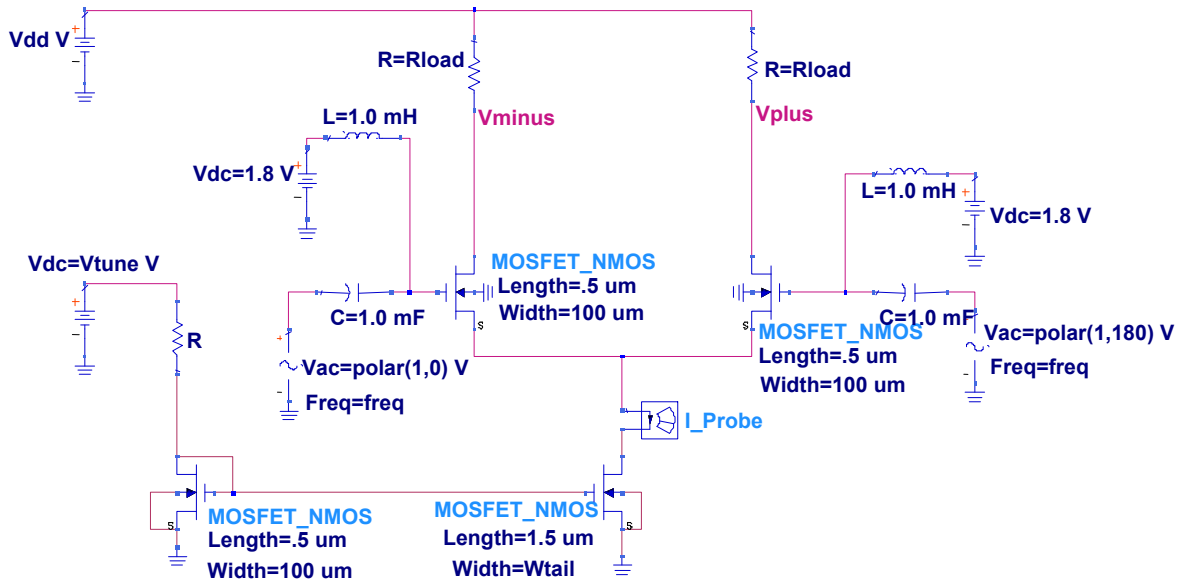 Vdd V
+
−
R=Rload
R=Rload
Vminus
Vplus
L=1.0 mH
Vdc=1.8 V
+
−
L=1.0 mH
+
−
Vdc=1.8 V
Vdc=Vtune V
+
−
R
MOSFET_NMOS
Length=.5 um
Width=100 um
S
C=1.0 mF
+
Vac=polar(1,0) V
−
Freq=freq
S
C=1.0 mF
MOSFET_NMOS
Length=.5 um
Width=100 um
Vac=polar(1,180) V
−
Freq=freq
I_Probe
S
MOSFET_NMOS
Length=.5 um
Width=100 um
S
MOSFET_NMOS
Length=1.5 um
Width=Wtail